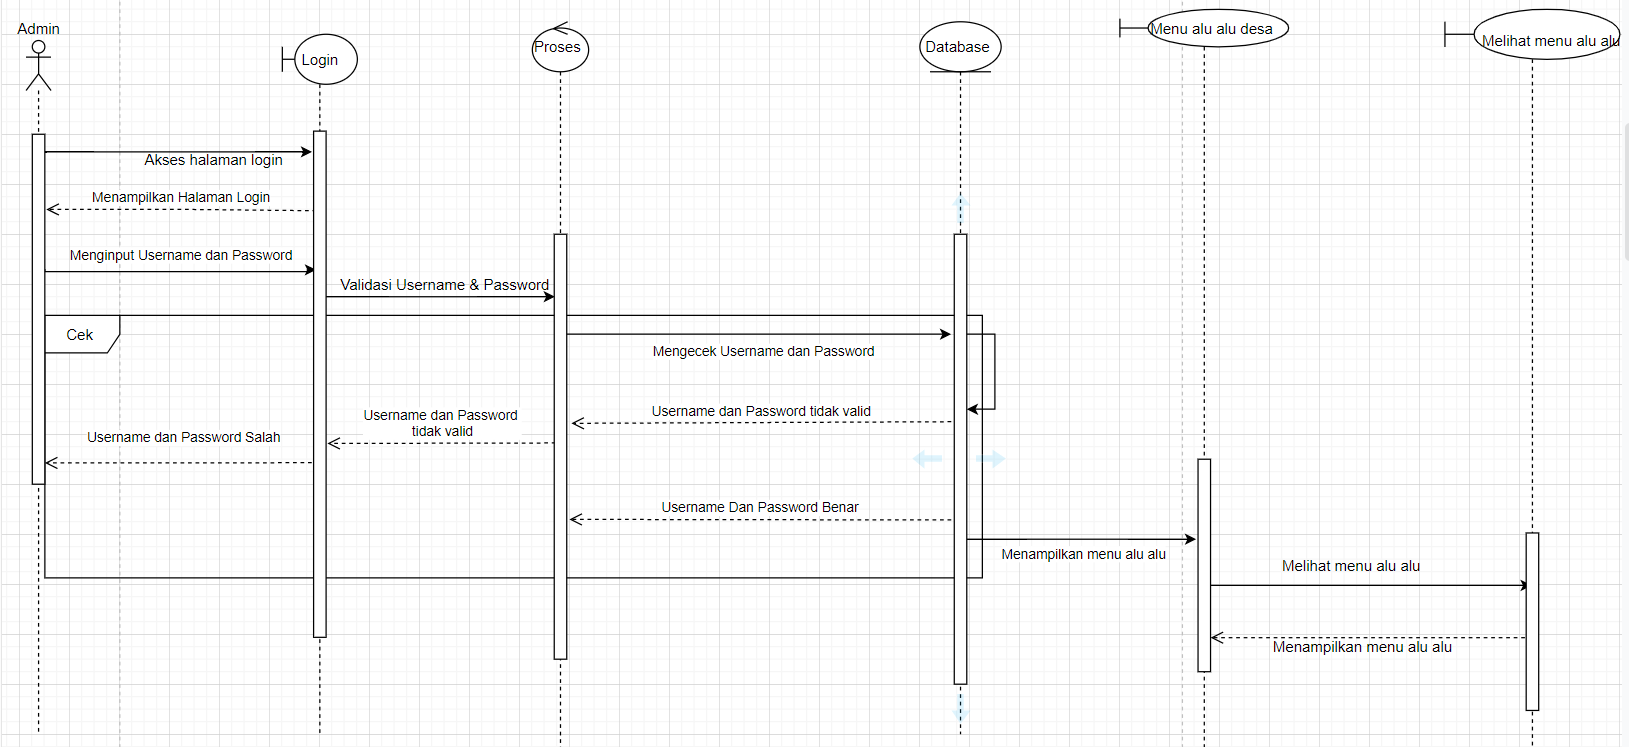 Admin
Login
Proses
Database
Menu alu alu desa
Melihat menu alu alu
Akses halaman login
Menampilkan Halaman Login
Menginput Username dan Password
Validasi Username & Password
Cek
Mengecek Username dan Password
Username dan Password tidak valid
Username dan Password
tidak valid
Username dan Password Salah
Username Dan Password Benar
Menampilkan menu alu alu
Melihat menu alu alu
Menampilkan menu alu alu